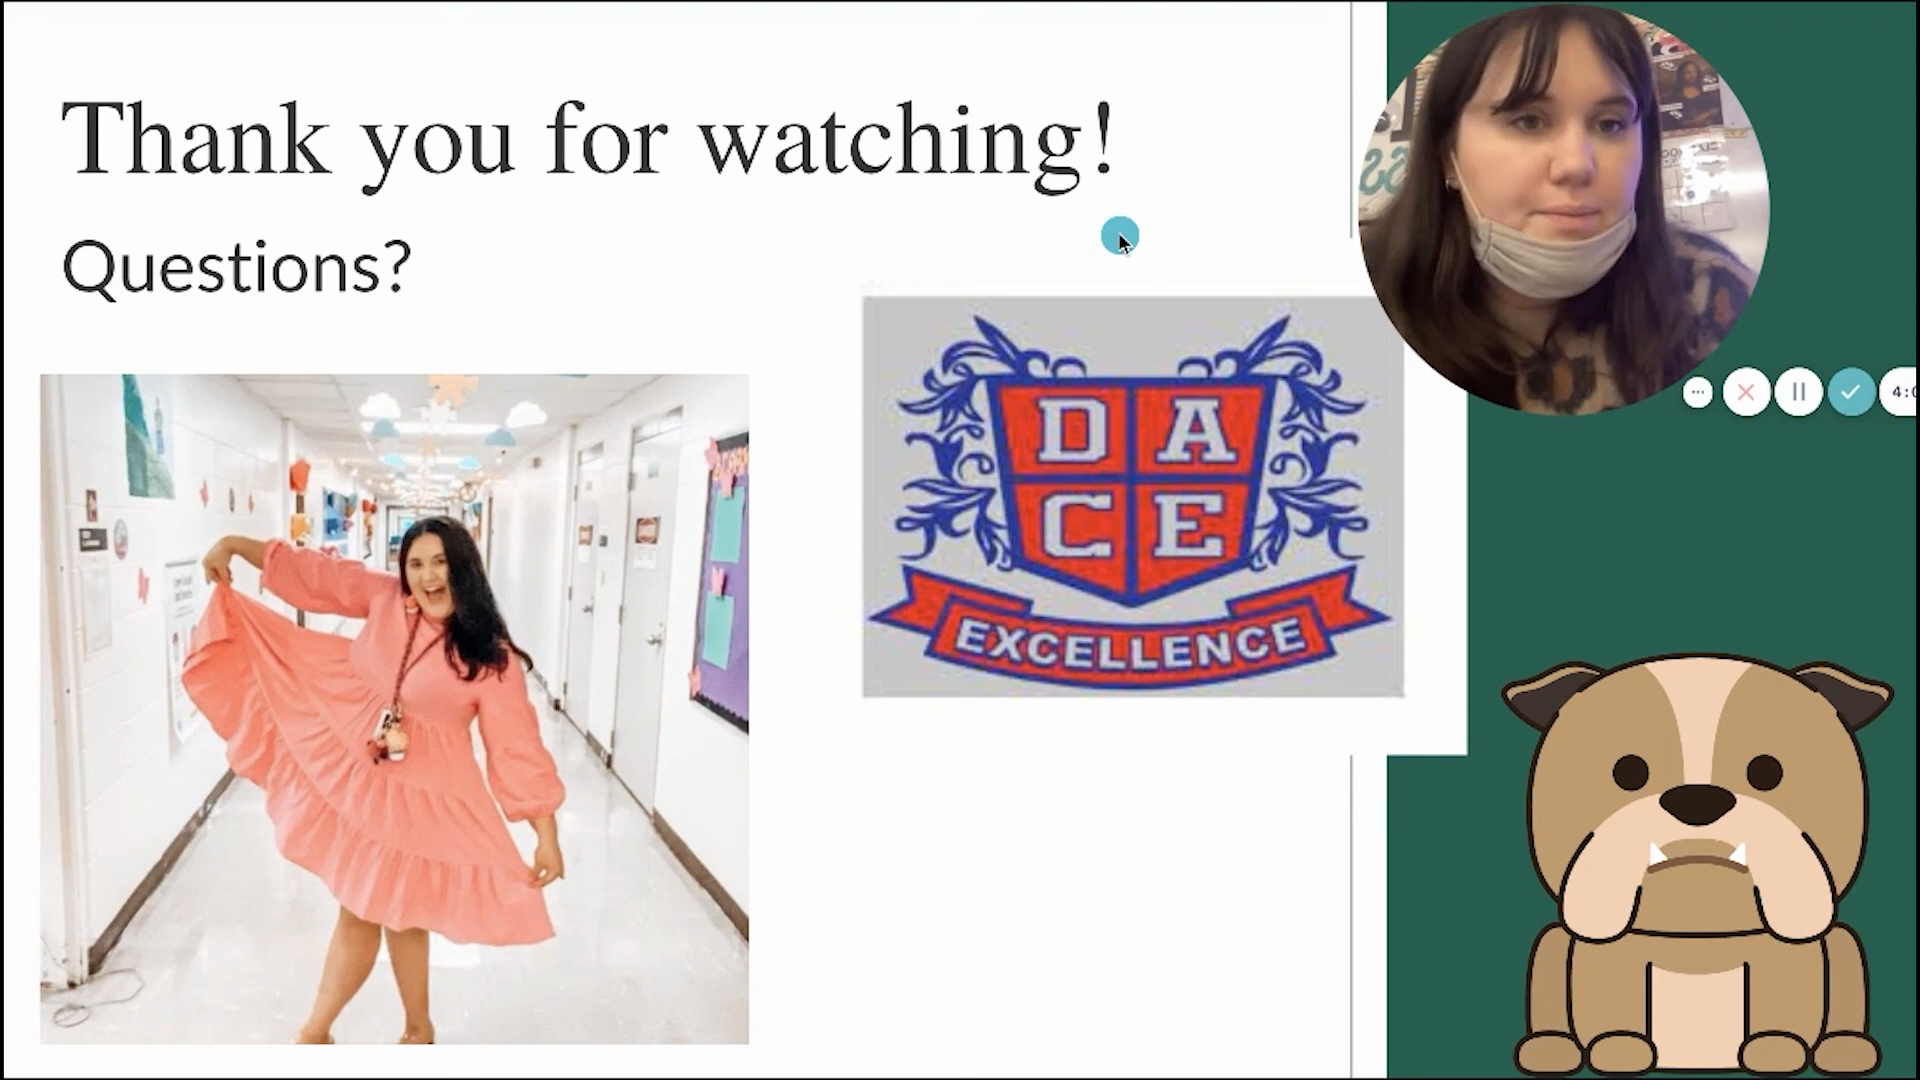 Thank you for watching!
Questions?
D A
C E
EXCELLENCE